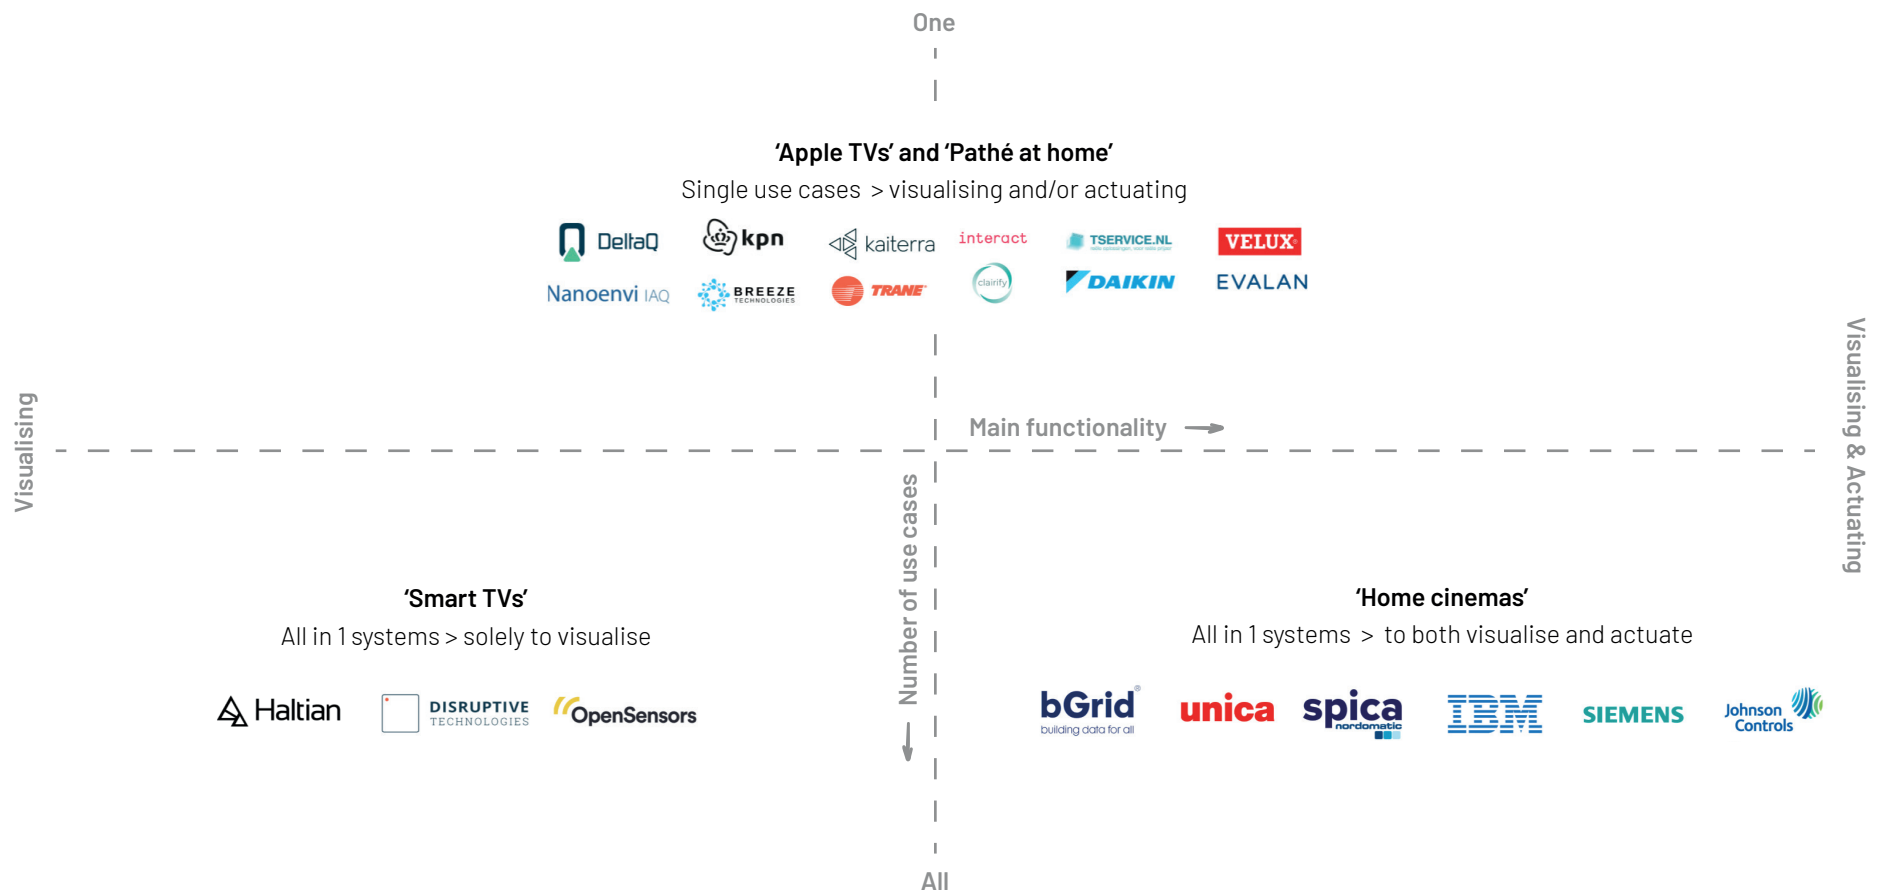 One
‘Apple TVs’ and ‘Pathé at home’
Single use cases > visualising and/or actuating
DeltaQ
kpn
kaiterra
interact
TSERVICE.NL
VELUX
Nanoenvi IAQ
BREEZE
TECHNOLOGIES
TRANE
clairify
DAIKIN
EVALAN
Visualising
Main functionality
Visualising & Actuating
Number of use cases
‘Smart TVs’
All in 1 systems > solely to visualise
Haltian
DISRUPTIVE
TECHNOLOGIES
OpenSensors
‘Home cinemas’
All in 1 systems > to both visualise and actuate
bGrid
building data for all
unica
spica
nordomatic
IBM
SIEMENS
Johnson
Controls
All